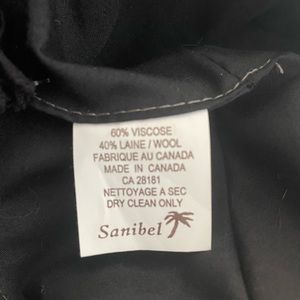 60% VISCOSE
40% LAINE / WOOL
FABRIQUE AU CANADA
MADE IN CANADA
CA 28181
NETTOYAGE A SEC
DRY CLEAN ONLY
Sanibel